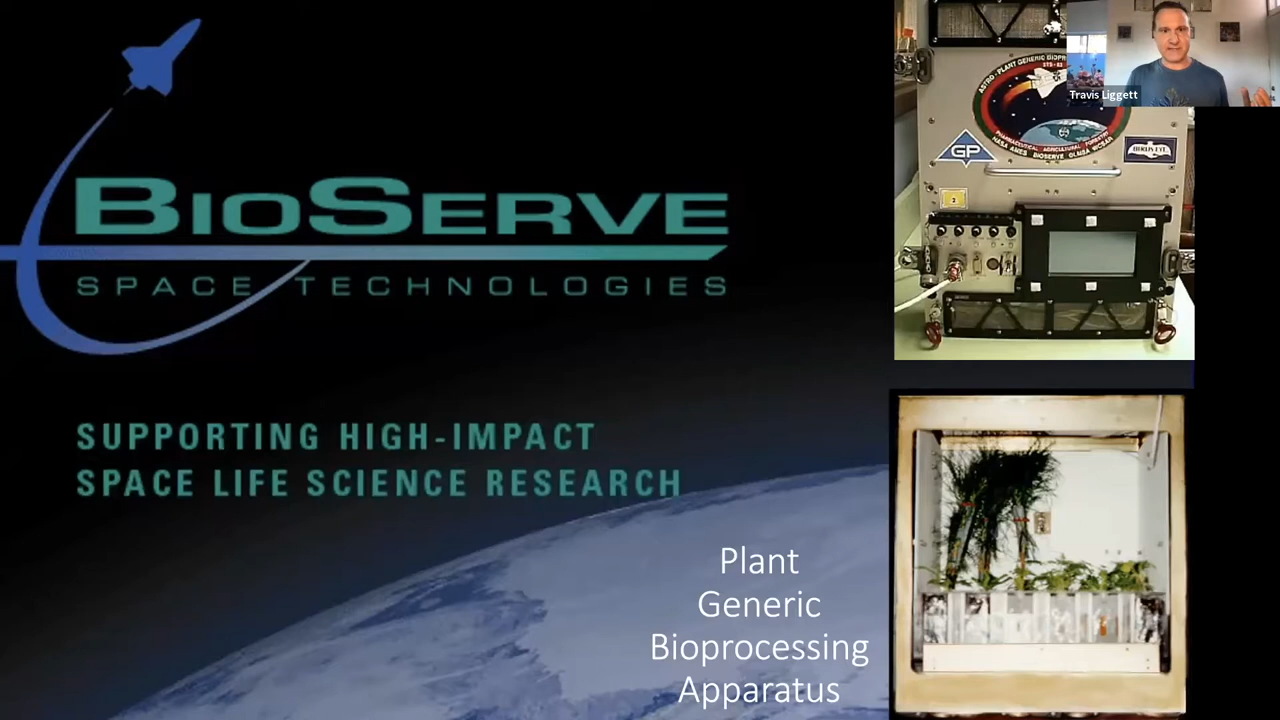 BIOSERVE
SPACE TECHNOLOGIES
SUPPORTING HIGH-IMPACT
SPACE LIFE SCIENCE RESEARCH
Plant
Generic
Bioprocessing
Apparatus
Travis Liggett
GP